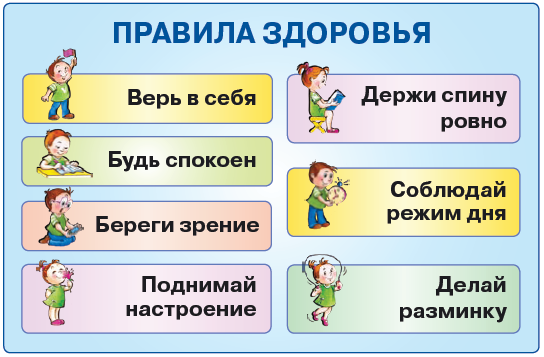 ПРАВИЛА ЗДОРОВЬЯ
Верь в себя
Будь спокоен
Береги зрение
Поднимай
настроение
Держи спину
ровно
Соблюдай
режим дня
Делай
разминку